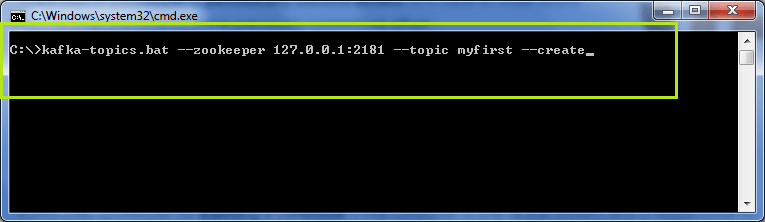 C:\Windows\system32\cmd.exe
C:\>kafka-topics.bat --zookeeper 127.0.0.1:2181 --topic myfirst --create_